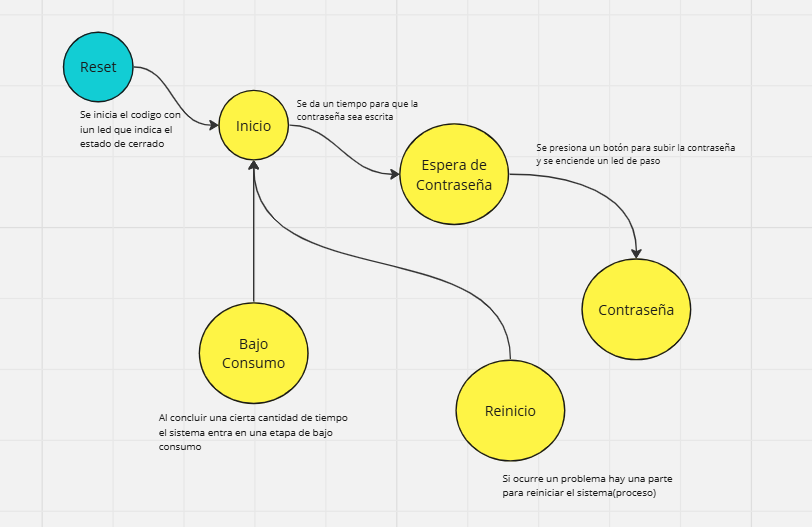 Reset
Se inicia el codigo con
iun led que indica el
estado de cerrado
Inicio
Se da un tiempo para que la
contraseña sea escrita
Espera de
Contraseña
Se presiona un botón para subir la contraseña
y se enciende un led de paso
Contraseña
Bajo
Consumo
Al concluir una cierta cantidad de tiempo
el sistema entra en una etapa de bajo
consumo
Reinicio
Si ocurre un problema hay una parte
para reiniciar el sistema(proceso)